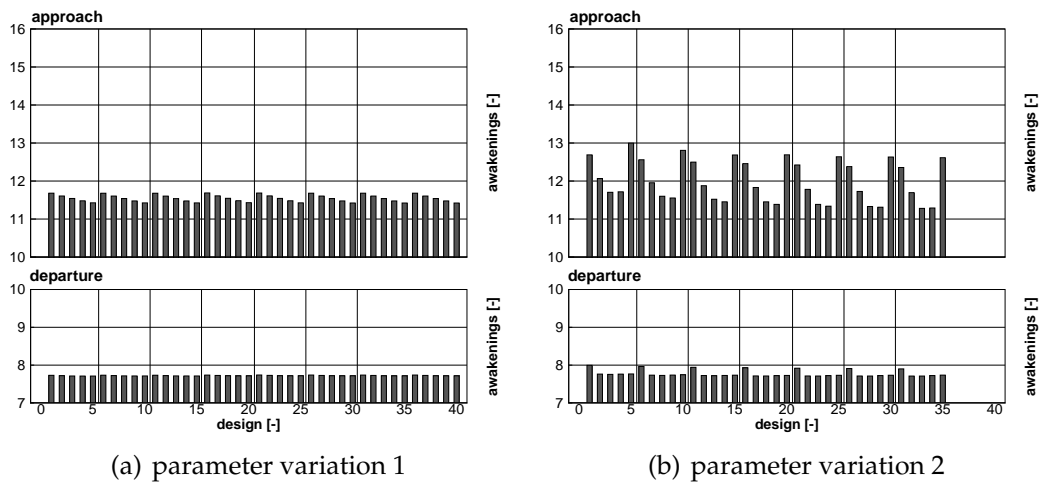 approach
16
15
14
13
12
11
10
awakenings [-]
departure
10
9
8
7
awakenings [-]
0 5 10 15 20 25 30 35 40
design [-]
(a) parameter variation 1
approach
16
15
14
13
12
11
10
awakenings [-]
departure
10
9
8
7
awakenings [-]
0 5 10 15 20 25 30 35 40
design [-]
(b) parameter variation 2